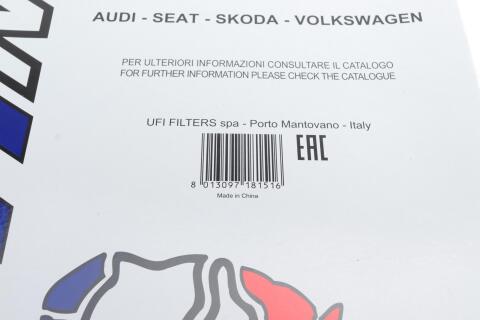 AUDI - SEAT - SKODA - VOLKSWAGEN
PER ULTERIORI INFORMAZIONI CONSULTARE IL CATALOGO
FOR FURTHER INFORMATION PLEASE CHECK THE CATALOGUE
UFI FILTERS spa - Porto Mantovano - Italy
EAC
8 013097 181516
Made in China